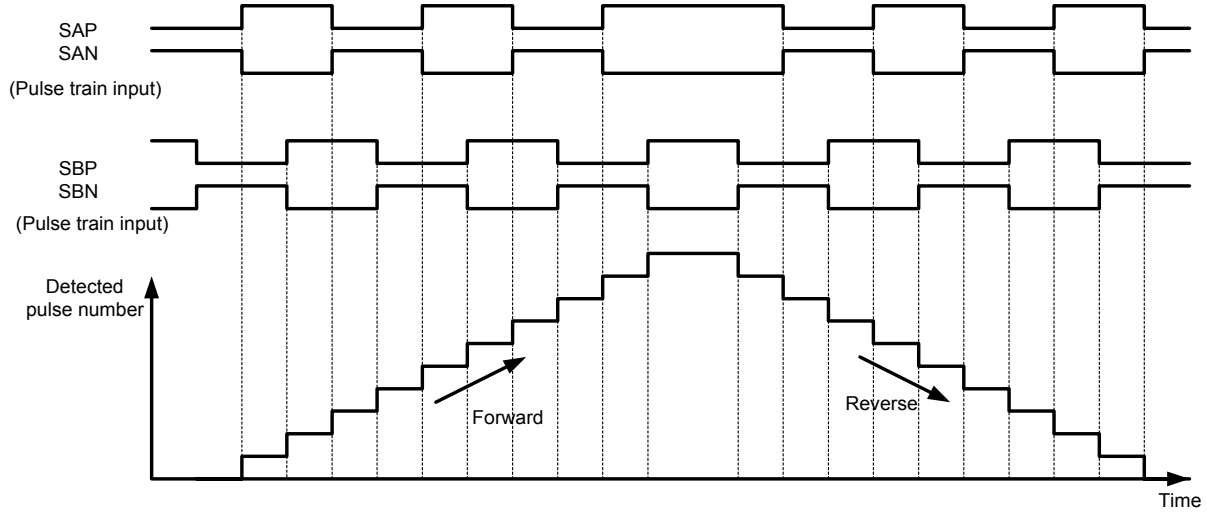 SAP
SAN
(Pulse train input)
SBP
SBN
(Pulse train input)
Detected
pulse number
Forward
Reverse
Time